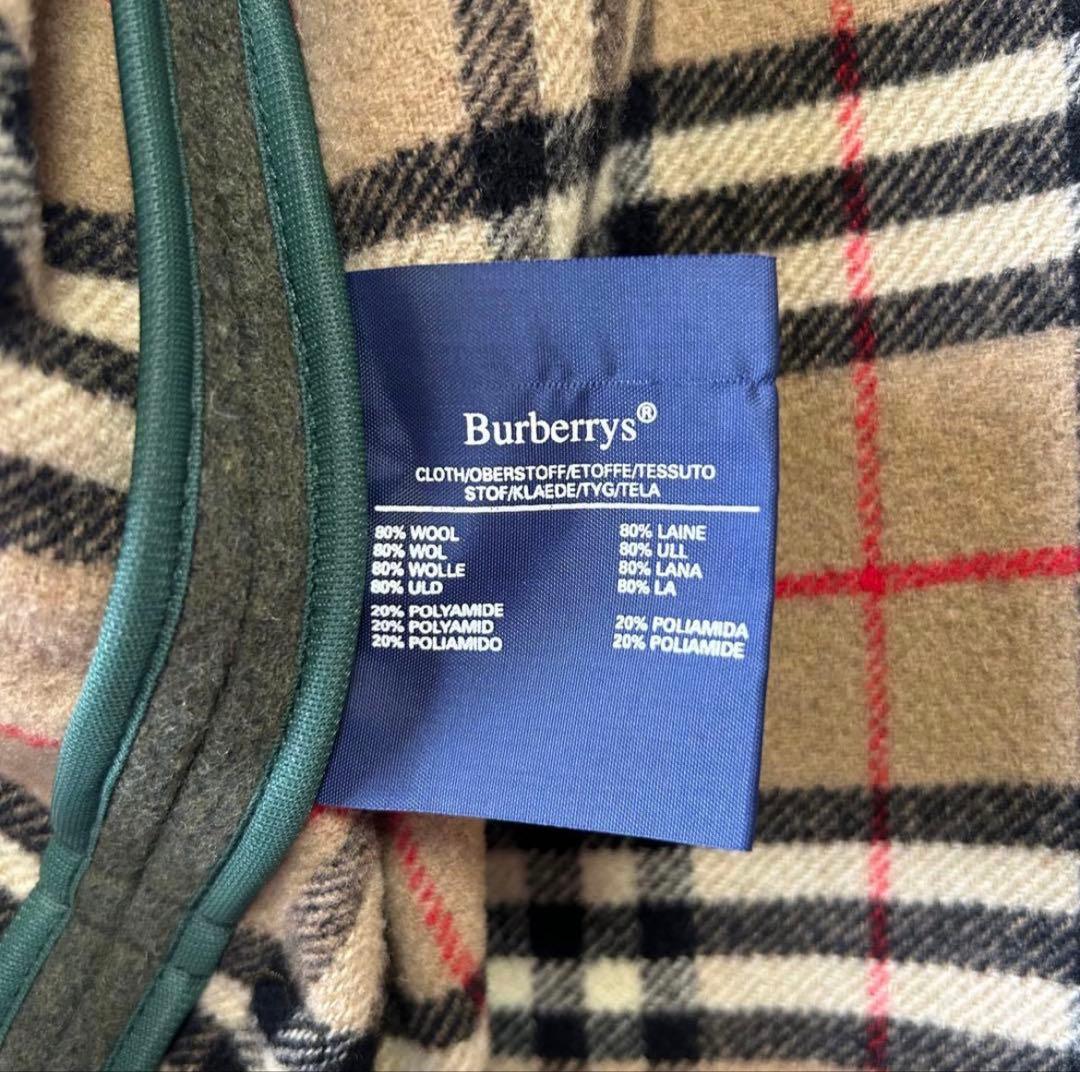 Burberrys®
CLOTH/OBERSTOFF/ETOFFE/TESSUTO
STOF/KLAEDE/TYG/TELA
80% WOOL
80% WOL
80% WOLLE
80% ULD
20% POLYAMIDE
20% POLYAMID
20% POLIAMIDO
80% LAINE
80% ULL
80% LANA
80% LA
20% POLIAMIDA
20% POLIAMIDE